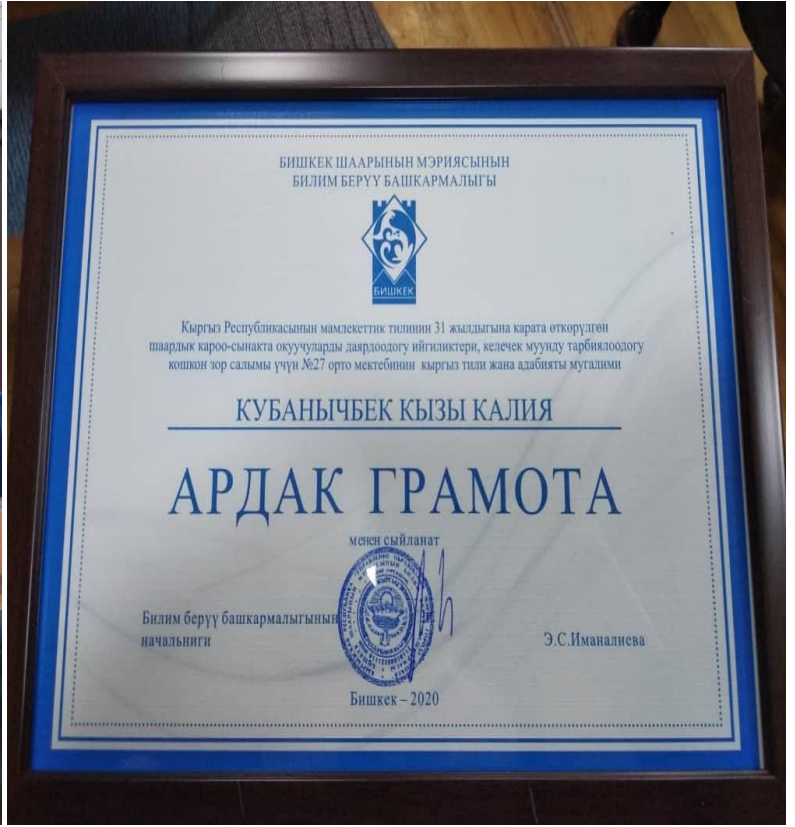 БИШКЕК ШААРЫНЫН МЭРИЯСЫНЫН
БИЛИМ БЕРҮҮ БАШКАРМАЛЫГЫ
БИШКЕК
Кыргыз Республикасынын мамлекеттик тилинин 31 жылдыгына карата өткөрүлгөн
шаардык кароо-сынакта окуучуларды даярдоодогу ийгиликтери, келечек муунду тарбиялоодогу
кошкон зор салымы үчүн №27 орто мектебинин кыргыз тили жана адабияты мугалими
КУБАНЫЧБЕК КЫЗЫ КАЛИЯ
АРДАК ГРАМОТА
менен сыйланат
Билим берүү башкармалыгынын
начальниги
Э.С.Иманалиева
Бишкек – 2020